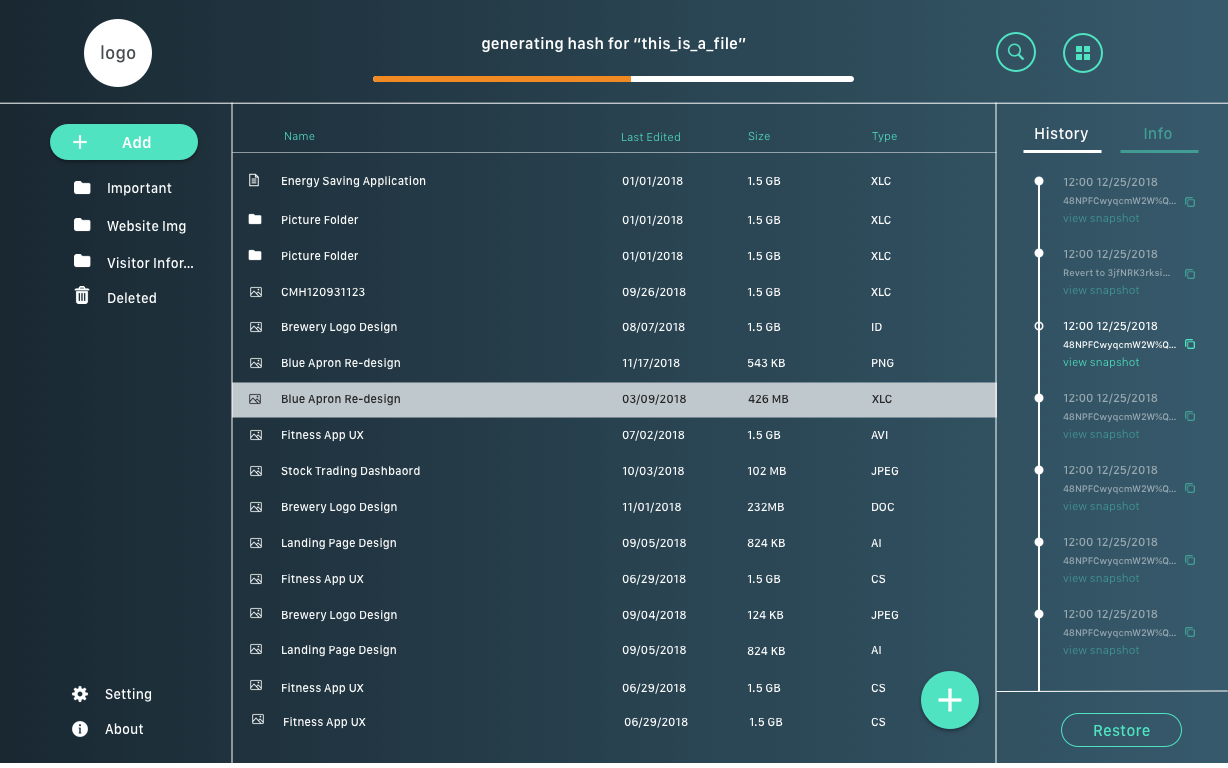 logo
generating hash for “this_is_a_file”
Add
Important
Website Img
Visitor Infor...
Deleted
Setting
About
Name Last Edited Size Type
Energy Saving Application 01/01/2018 1.5 GB XLC
Picture Folder 01/01/2018 1.5 GB XLC
Picture Folder 01/01/2018 1.5 GB XLC
CMH120931123 09/26/2018 1.5 GB XLC
Brewery Logo Design 08/07/2018 1.5 GB ID
Blue Apron Re-design 11/17/2018 543 KB PNG
Blue Apron Re-design 03/09/2018 426 MB XLC
Fitness App UX 07/02/2018 1.5 GB AVI
Stock Trading Dashbaord 10/03/2018 102 MB JPEG
Brewery Logo Design 11/01/2018 232MB DOC
Landing Page Design 09/05/2018 824 KB AI
Fitness App UX 06/29/2018 1.5 GB CS
Brewery Logo Design 09/04/2018 124 KB JPEG
Landing Page Design 09/05/2018 824 KB AI
Fitness App UX 06/29/2018 1.5 GB CS
Fitness App UX 06/29/2018 1.5 GB CS
History Info
12:00 12/25/2018
48NPFCwyqcmW2W%Q...
view snapshot
12:00 12/25/2018
Revert to 3jfNRK3rksi...
view snapshot
12:00 12/25/2018
48NPFCwyqcmW2W%Q...
view snapshot
12:00 12/25/2018
48NPFCwyqcmW2W%Q...
view snapshot
12:00 12/25/2018
48NPFCwyqcmW2W%Q...
view snapshot
12:00 12/25/2018
48NPFCwyqcmW2W%Q...
view snapshot
12:00 12/25/2018
48NPFCwyqcmW2W%Q...
view snapshot
Restore